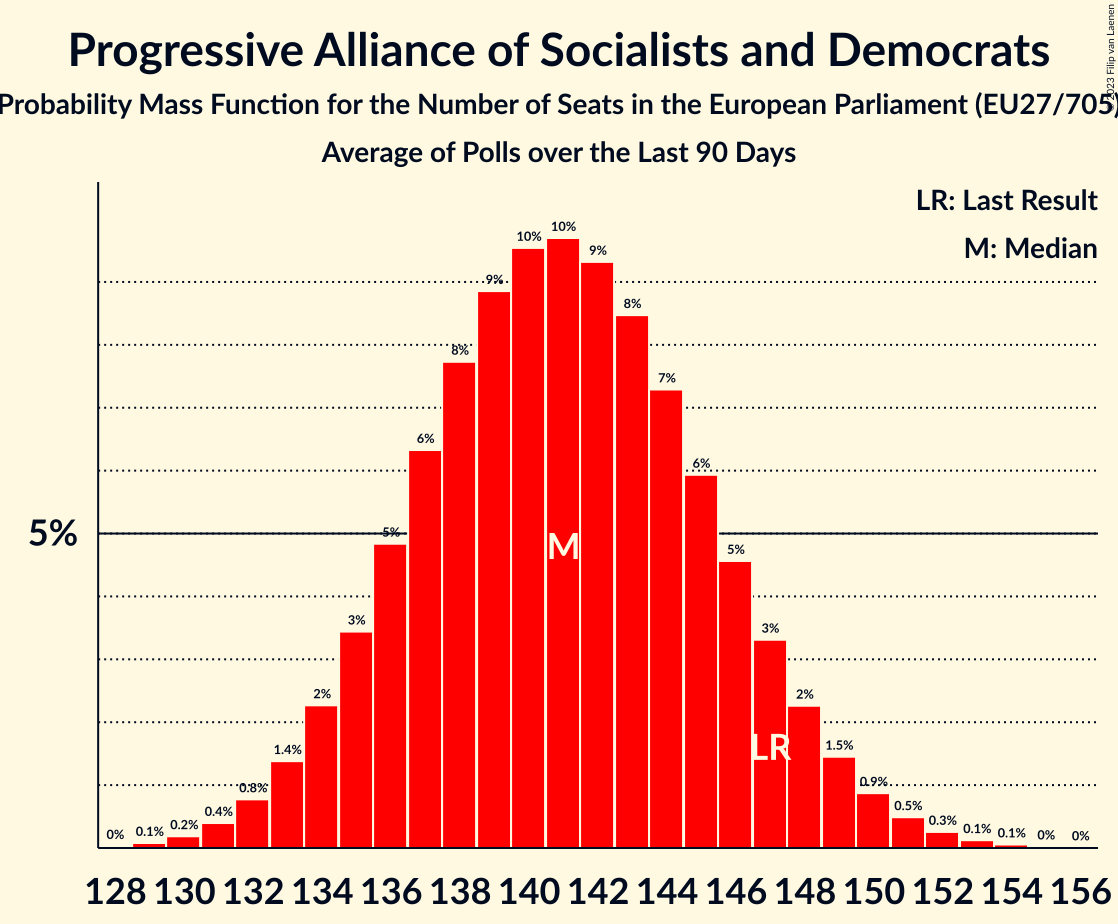 Progressive Alliance of Socialists and Democrats
Probability Mass Function for the Number of Seats in the European Parliament (EU27/705)
Average of Polls over the Last 90 Days
© 2023 Filip van Laenen
LR: Last Result
M: Median
5%
0% 0.1% 0.2% 0.4% 0.8% 1.4% 2% 3% 5% 6% 8% 9% 10% 10% 9% 8% 7% 6% 5% 3% 2% 1.5% 0.9% 0.5% 0.3% 0.1% 0.1% 0% 0%
M
LR
128 130 132 134 136 138 140 142 144 146 148 150 152 154 156